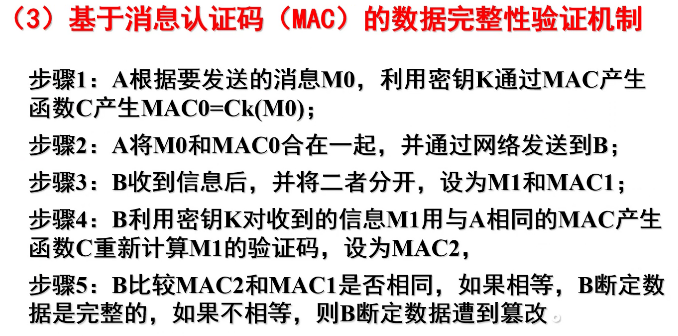 （3）基于消息认证码（MAC）的数据完整性验证机制
步骤1：A根据要发送的消息M0，利用密钥K通过MAC产生
函数C产生MAC0=Ck(M0)；
步骤2：A将M0和MAC0合在一起，并通过网络发送到B；
步骤3：B收到信息后，并将二者分开，设为M1和MAC1；
步骤4：B利用密钥K对收到的信息M1用与A相同的MAC产生
函数C重新计算M1的验证码，设为MAC2，
步骤5：B比较MAC2和MAC1是否相同，如果相等，B断定数
据是完整的，如果不相等，则B断定数据遭到篡改。